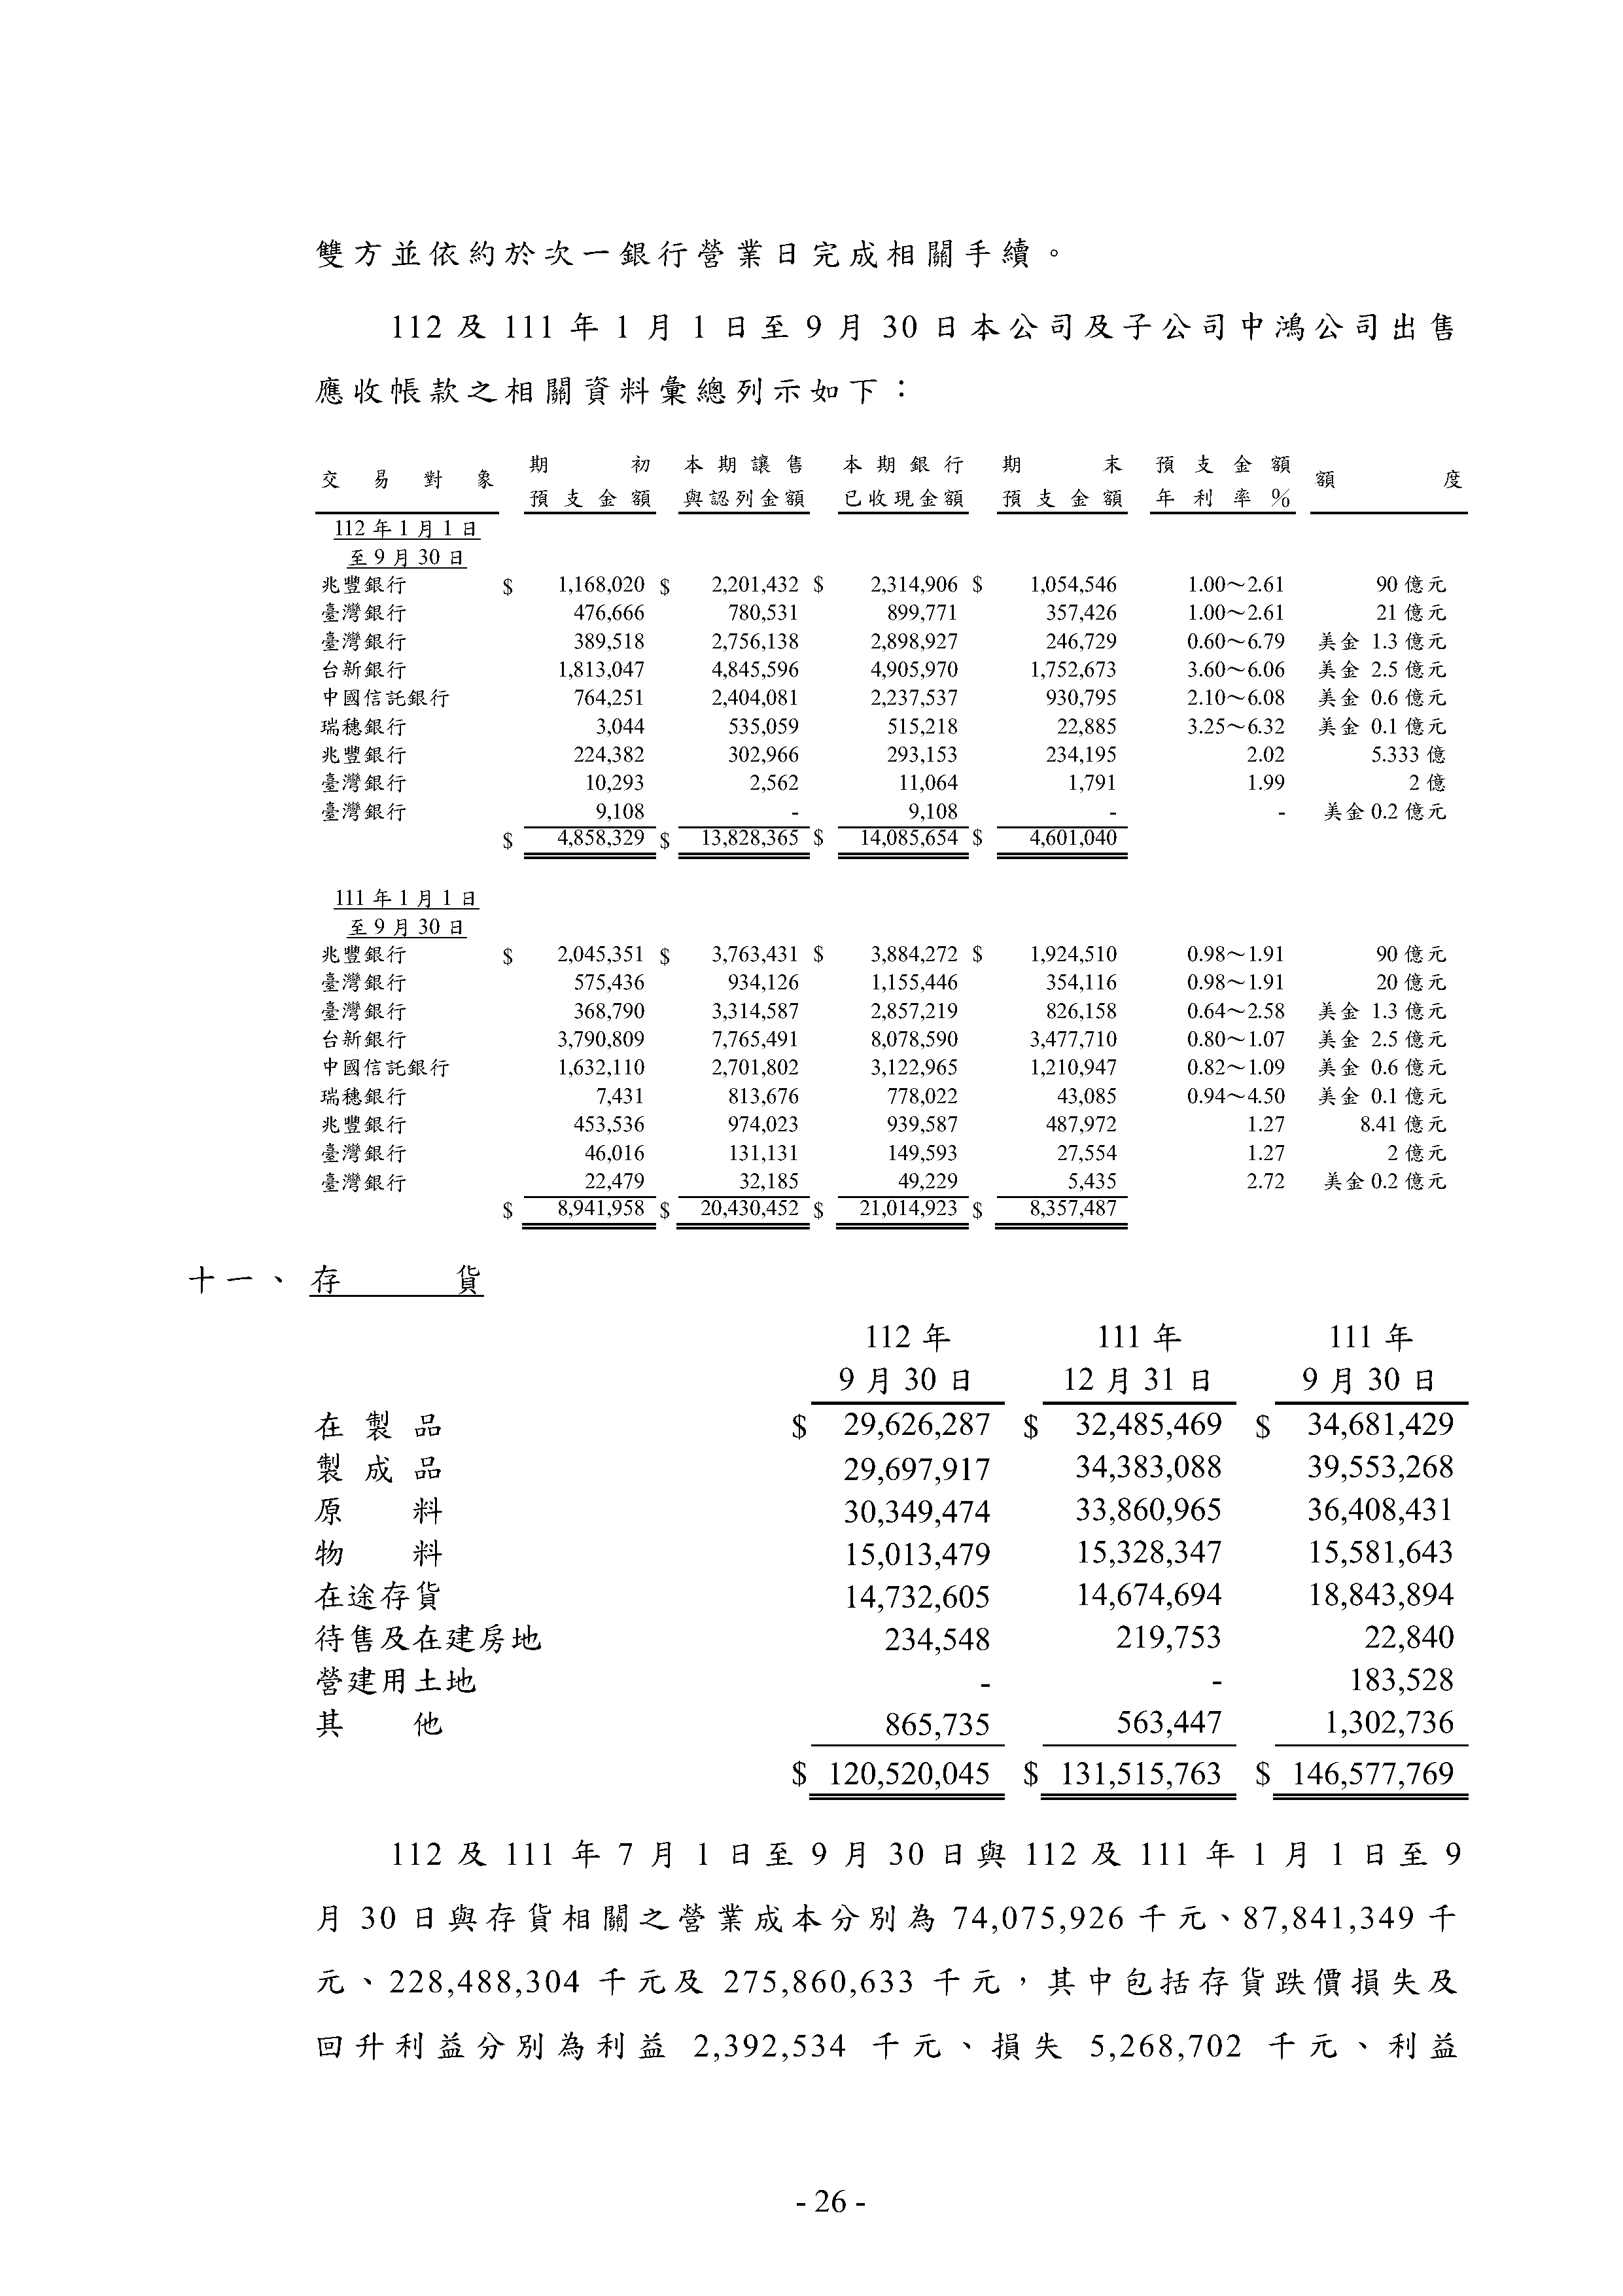 雙方並依約於次一銀行營業日完成相關手續。
112 及 111 年 1 月 1 日至 9 月 30 日本公司及子公司中鴻公司出售
應收帳款之相關資料彙總列示如下：
期初 本期讓售 本期銀行 期末 預支金額
交易對象 額度
預支金額 與認列金額 已收現金額 預支金額 年利率%
112 年 1 月 1 日
至 9 月 30 日
兆豐銀行 $ 1,168,020 $ 2,201,432 $ 2,314,906 $ 1,054,546 1.00～2.61 90 億元
臺灣銀行 476,666 780,531 899,771 357,426 1.00～2.61 21 億元
臺灣銀行 389,518 2,756,138 2,898,927 246,729 0.60～6.79 美金 1.3 億元
台新銀行 1,813,047 4,845,596 4,905,970 1,752,673 3.60～6.06 美金 2.5 億元
中國信託銀行 764,251 2,404,081 2,237,537 930,795 2.10～6.08 美金 0.6 億元
瑞穗銀行 3,044 535,059 515,218 22,885 3.25～6.32 美金 0.1 億元
兆豐銀行 224,382 302,966 293,153 234,195 2.02 5.333 億
臺灣銀行 10,293 2,562 11,064 1,791 1.99 2 億
臺灣銀行 9,108 - 9,108 - - 美金 0.2 億元
$ 4,858,329 $ 13,828,365 $ 14,085,654 $ 4,601,040
111 年 1 月 1 日
至 9 月 30 日
兆豐銀行 $ 2,045,351 $ 3,763,431 $ 3,884,272 $ 1,924,510 0.98～1.91 90 億元
臺灣銀行 575,436 934,126 1,155,446 354,116 0.98～1.91 20 億元
臺灣銀行 368,790 3,314,587 2,857,219 826,158 0.64～2.58 美金 1.3 億元
台新銀行 3,790,809 7,765,491 8,078,590 3,477,710 0.80～1.07 美金 2.5 億元
中國信託銀行 1,632,110 2,701,802 3,122,965 1,210,947 0.82～1.09 美金 0.6 億元
瑞穗銀行 7,431 813,676 778,022 43,085 0.94～4.50 美金 0.1 億元
兆豐銀行 453,536 974,023 939,587 487,972 1.27 8.41 億元
臺灣銀行 46,016 131,131 149,593 27,554 1.27 2 億元
臺灣銀行 22,479 32,185 49,229 5,435 2.72 美金 0.2 億元
$ 8,941,958 $ 20,430,452 $ 21,014,923 $ 8,357,487
十一、存貨
112 年 111 年 111 年
9 月 30 日 12 月 31 日 9 月 30 日
在製品 $ 29,626,287 $ 32,485,469 $ 34,681,429
製成品 29,697,917 34,383,088 39,553,268
原料 30,349,474 33,860,965 36,408,431
物料 15,013,479 15,328,347 15,581,643
在途存貨 14,732,605 14,674,694 18,843,894
待售及在建房地 234,548 219,753 22,840
營建用土地 - - 183,528
其他 865,735 563,447 1,302,736
$ 120,520,045 $ 131,515,763 $ 146,577,769
112 及 111 年 7 月 1 日至 9 月 30 日與 112 及 111 年 1 月 1 日至 9
月 30 日與存貨相關之營業成本分別為 74,075,926 千元、87,841,349 千
元、228,488,304 千元及 275,860,633 千元，其中包括存貨跌價損失及
回升利益分別為利益 2,392,534 千元、損失 5,268,702 千元、利益
- 26 -